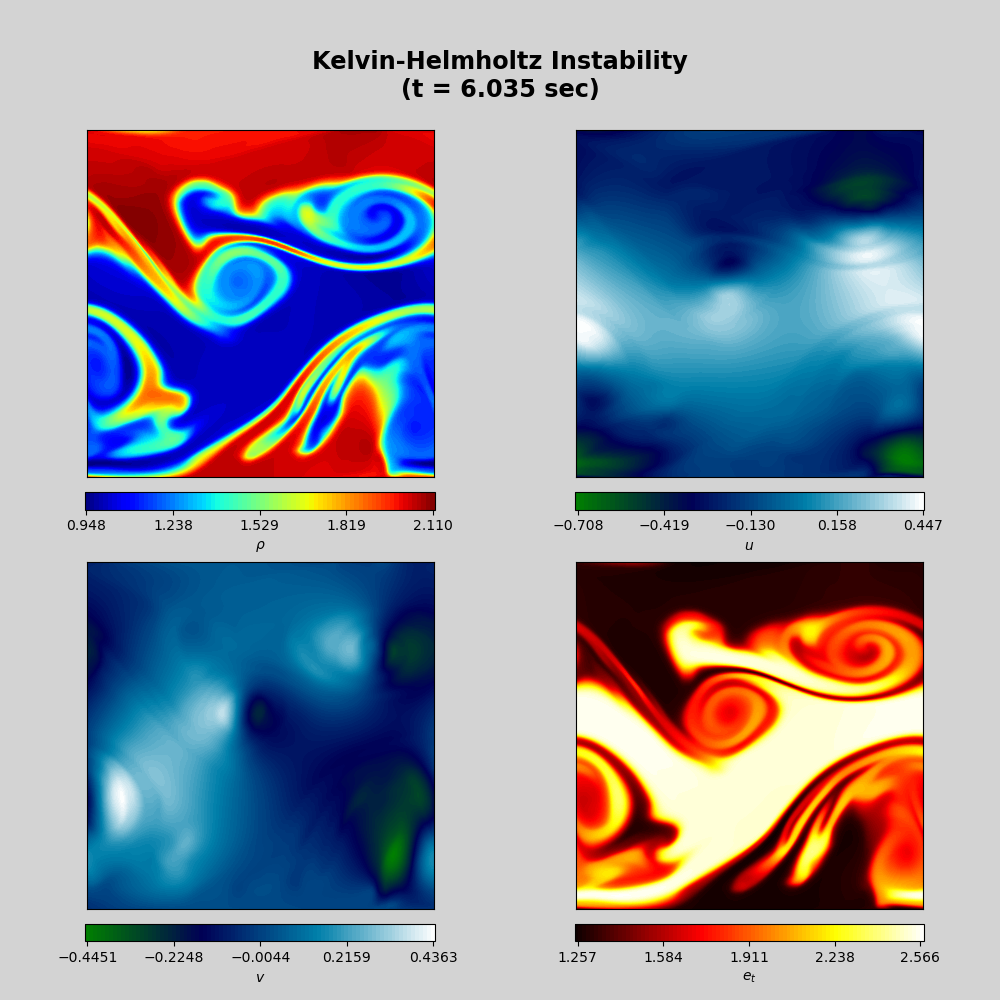 Kelvin-Helmholtz Instability
(t = 6.035 sec)
0.948 1.238 1.529 1.819 2.110
ρ
−0.708 −0.419 −0.130 0.158 0.447
u
−0.4451 −0.2248 −0.0044 0.2159 0.4363
v
1.257 1.584 1.911 2.238 2.566
e_t